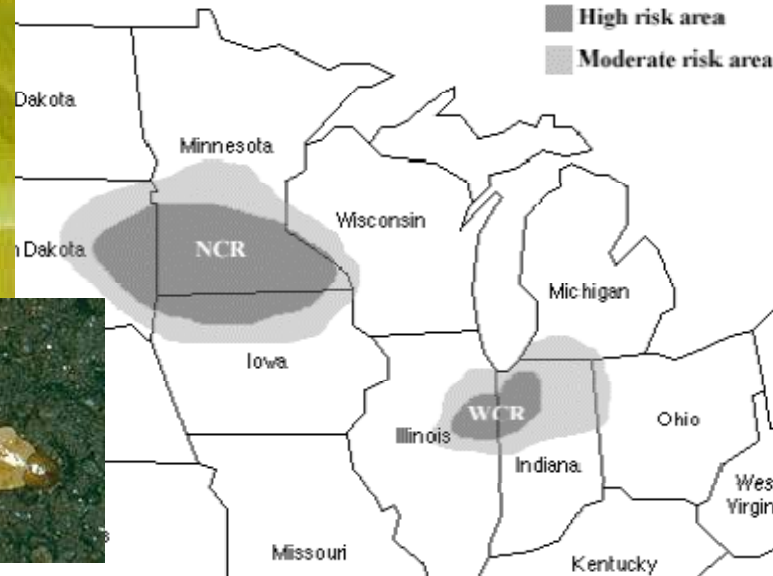 High risk area
Moderate risk area
Dakota
Minnesota
Wisconsin
Dakota
NCR
Michigan
Iowa
WCR
Illinois
Ohio
Indiana
Wes
Virgin
Missouri
Kentucky